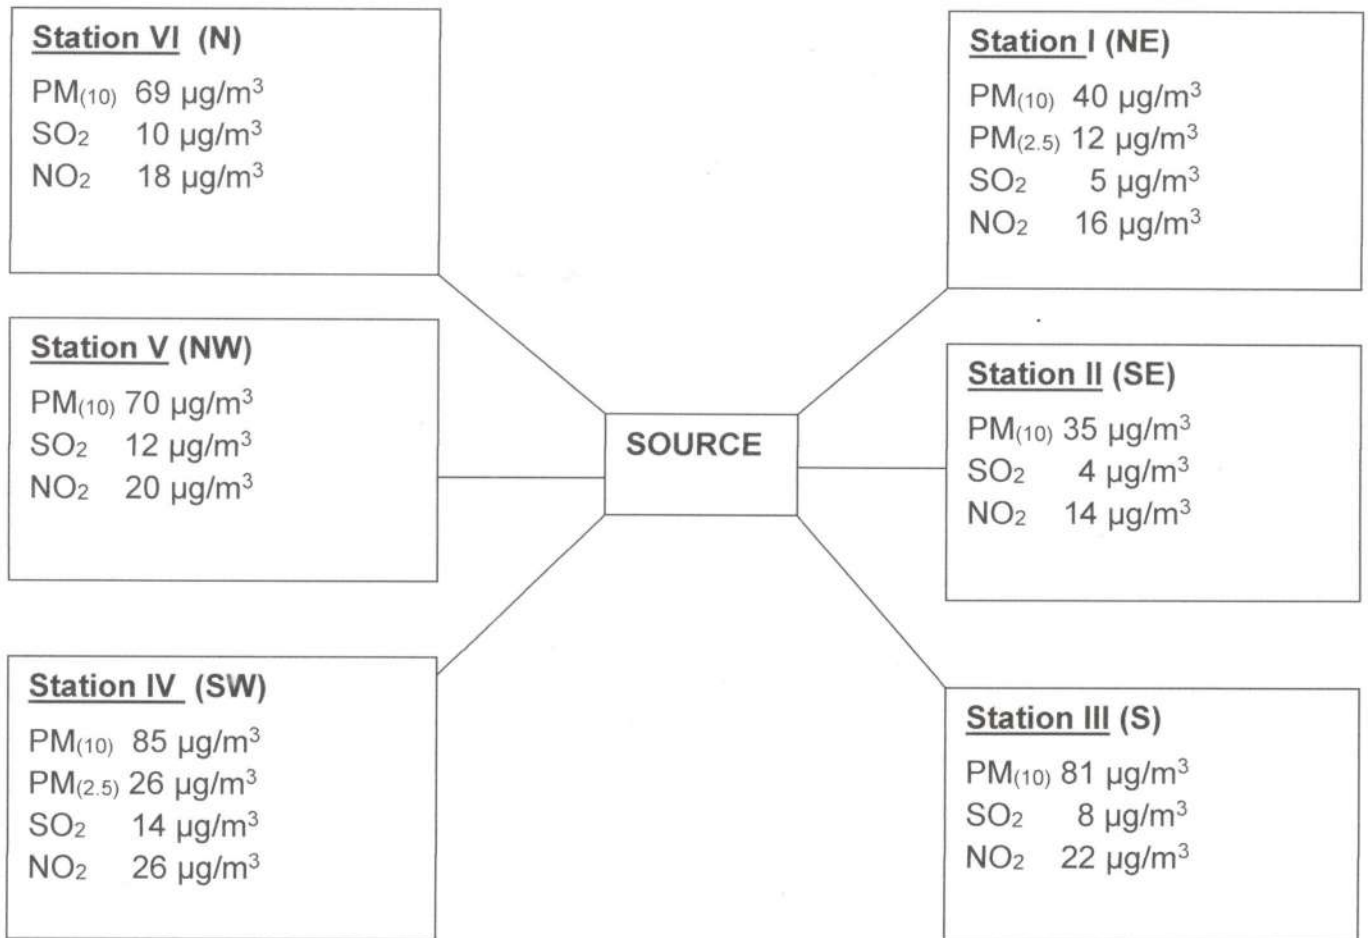 Station VI (N)
PM(10) 69 µg/m³
SO₂ 10 µg/m³
NO₂ 18 µg/m³
Station V (NW)
PM(10) 70 µg/m³
SO₂ 12 µg/m³
NO₂ 20 µg/m³
Station IV (SW)
PM(10) 85 µg/m³
PM(2.5) 26 µg/m³
SO₂ 14 µg/m³
NO₂ 26 µg/m³
SOURCE
Station I (NE)
PM(10) 40 µg/m³
PM(2.5) 12 µg/m³
SO₂ 5 µg/m³
NO₂ 16 µg/m³
Station II (SE)
PM(10) 35 µg/m³
SO₂ 4 µg/m³
NO₂ 14 µg/m³
Station III (S)
PM(10) 81 µg/m³
SO₂ 8 µg/m³
NO₂ 22 µg/m³